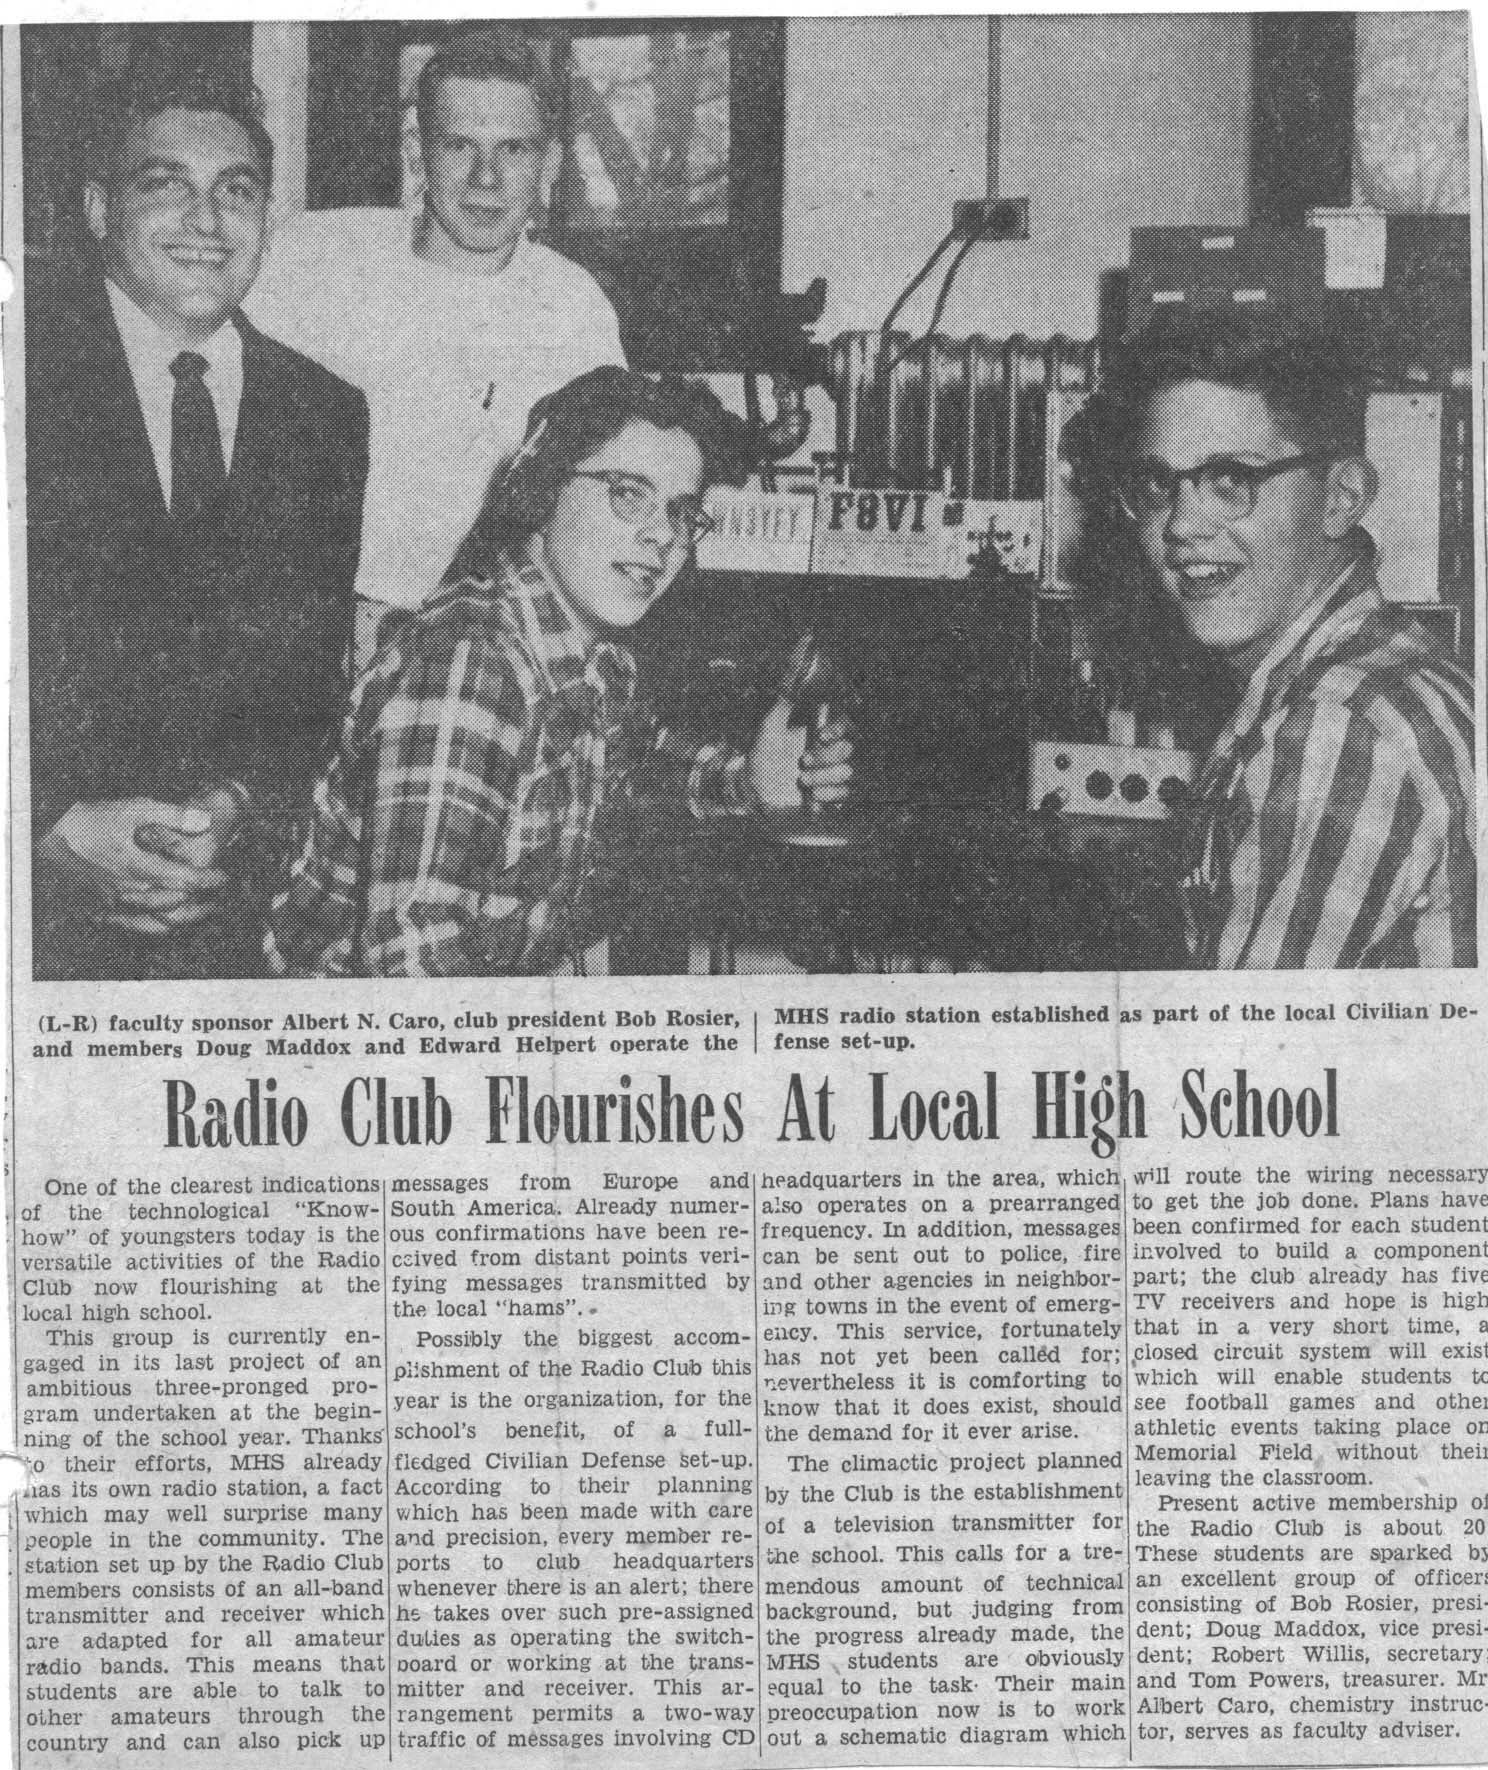 WN3YFY
F8VI
(L-R) faculty sponsor Albert N. Caro, club president Bob Rosier,
and members Doug Maddox and Edward Helpert operate the
MHS radio station established as part of the local Civilian De-
fense set-up.
Radio Club Flourishes At Local High School
One of the clearest indications
of the technological "Know-
how" of youngsters today is the
versatile activities of the Radio
Club now flourishing at the
local high school.
This group is currently en-
gaged in its last project of an
ambitious three-pronged pro-
gram undertaken at the begin-
ning of the school year. Thanks
to their efforts, MHS already
has its own radio station, a fact
which may well surprise many
people in the community. The
station set up by the Radio Club
members consists of an all-band
transmitter and receiver which
are adapted for all amateur
radio bands. This means that
students are able to talk to
other amateurs through the
country and can also pick up
messages from Europe and
South America. Already numer-
ous confirmations have been re-
ceived from distant points veri-
fying messages transmitted by
the local "hams".
Possibly the biggest accom-
plishment of the Radio Club this
year is the organization, for the
school's benefit, of a full-
fledged Civilian Defense set-up.
According to their planning
which has been made with care
and precision, every member re-
ports to club headquarters
whenever there is an alert; there
he takes over such pre-assigned
duties as operating the switch-
board or working at the trans-
mitter and receiver. This ar-
rangement permits a two-way
traffic of messages involving CD
headquarters in the area, which
also operates on a prearranged
frequency. In addition, messages
can be sent out to police, fire
and other agencies in neighbor-
ing towns in the event of emerg-
ency. This service, fortunately
has not yet been called for;
nevertheless it is comforting to
know that it does exist, should
the demand for it ever arise.
The climactic project planned
by the Club is the establishment
of a television transmitter for
the school. This calls for a tre-
mendous amount of technical
background, but judging from
the progress already made, the
MHS students are obviously
equal to the task. Their main
preoccupation now is to work
out a schematic diagram which
will route the wiring necessary
to get the job done. Plans have
been confirmed for each student
involved to build a component
part; the club already has five
TV receivers and hope is high
that in a very short time, a
closed circuit system will exist
which will enable students to
see football games and other
athletic events taking place on
Memorial Field without their
leaving the classroom.
Present active membership of
the Radio Club is about 20
These students are sparked by
an excellent group of officers
consisting of Bob Rosier, presi-
dent; Doug Maddox, vice presi-
dent; Robert Willis, secretary;
and Tom Powers, treasurer. Mr
Albert Caro, chemistry instruc-
tor, serves as faculty adviser.